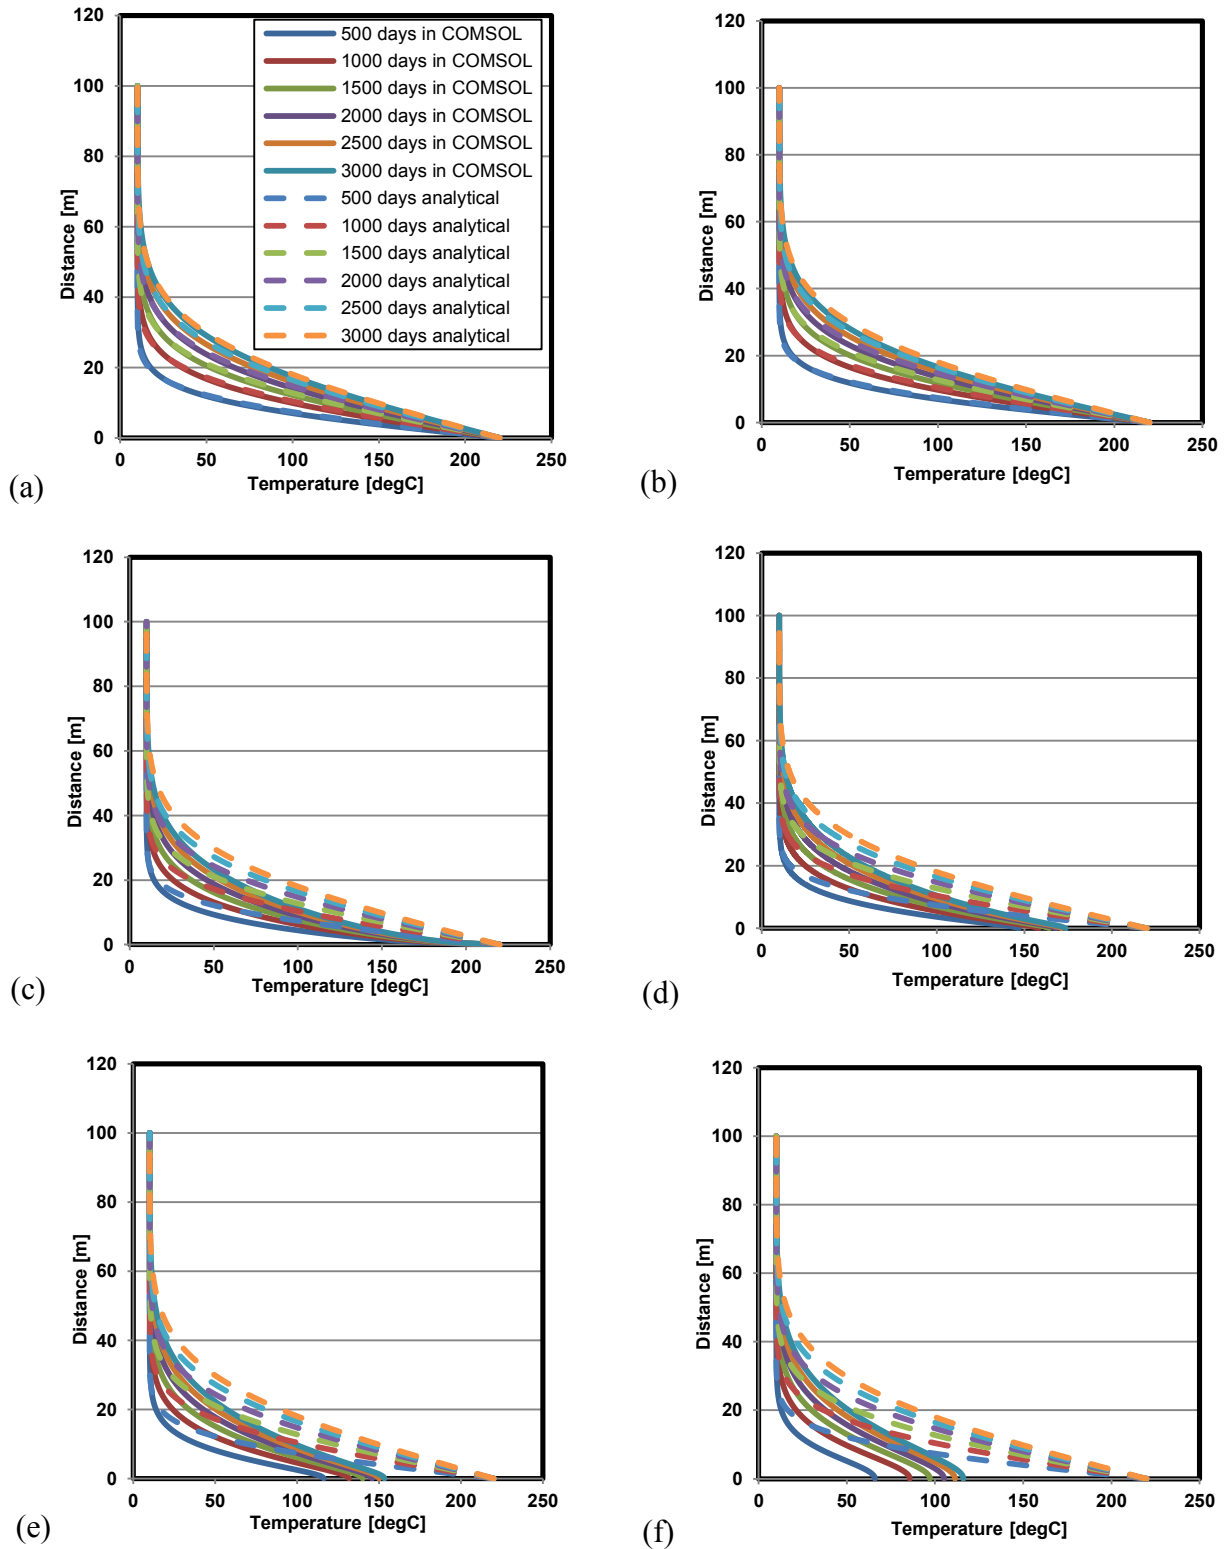 120
100
80
60
40
20
0
Distance [m]
500 days in COMSOL
1000 days in COMSOL
1500 days in COMSOL
2000 days in COMSOL
2500 days in COMSOL
3000 days in COMSOL
500 days analytical
1000 days analytical
1500 days analytical
2000 days analytical
2500 days analytical
3000 days analytical
0 50 100 150 200 250
Temperature [degC]
(a)
120
100
80
60
40
20
0
Distance [m]
0 50 100 150 200 250
Temperature [degC]
(b)
120
100
80
60
40
20
0
Distance [m]
0 50 100 150 200 250
Temperature [degC]
(c)
120
100
80
60
40
20
0
Distance [m]
0 50 100 150 200 250
Temperature [degC]
(d)
120
100
80
60
40
20
0
Distance [m]
0 50 100 150 200 250
Temperature [degC]
(e)
120
100
80
60
40
20
0
Distance [m]
0 50 100 150 200 250
Temperature [degC]
(f)